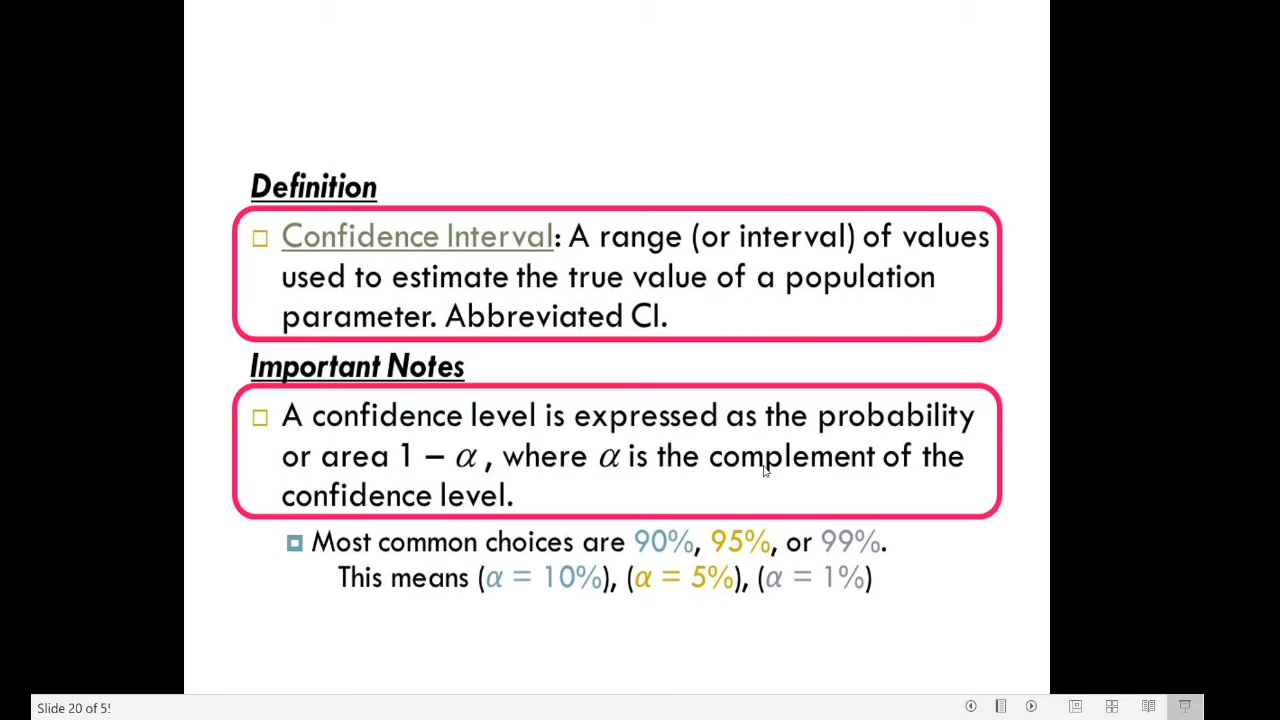 Definition
Confidence Interval: A range (or interval) of values
used to estimate the true value of a population
parameter. Abbreviated CI.
Important Notes
A confidence level is expressed as the probability
or area 1 − α , where α is the complement of the
confidence level.
Most common choices are 90%, 95%, or 99%.
This means (α = 10%), (α = 5%), (α = 1%)
Slide 20 of 5!